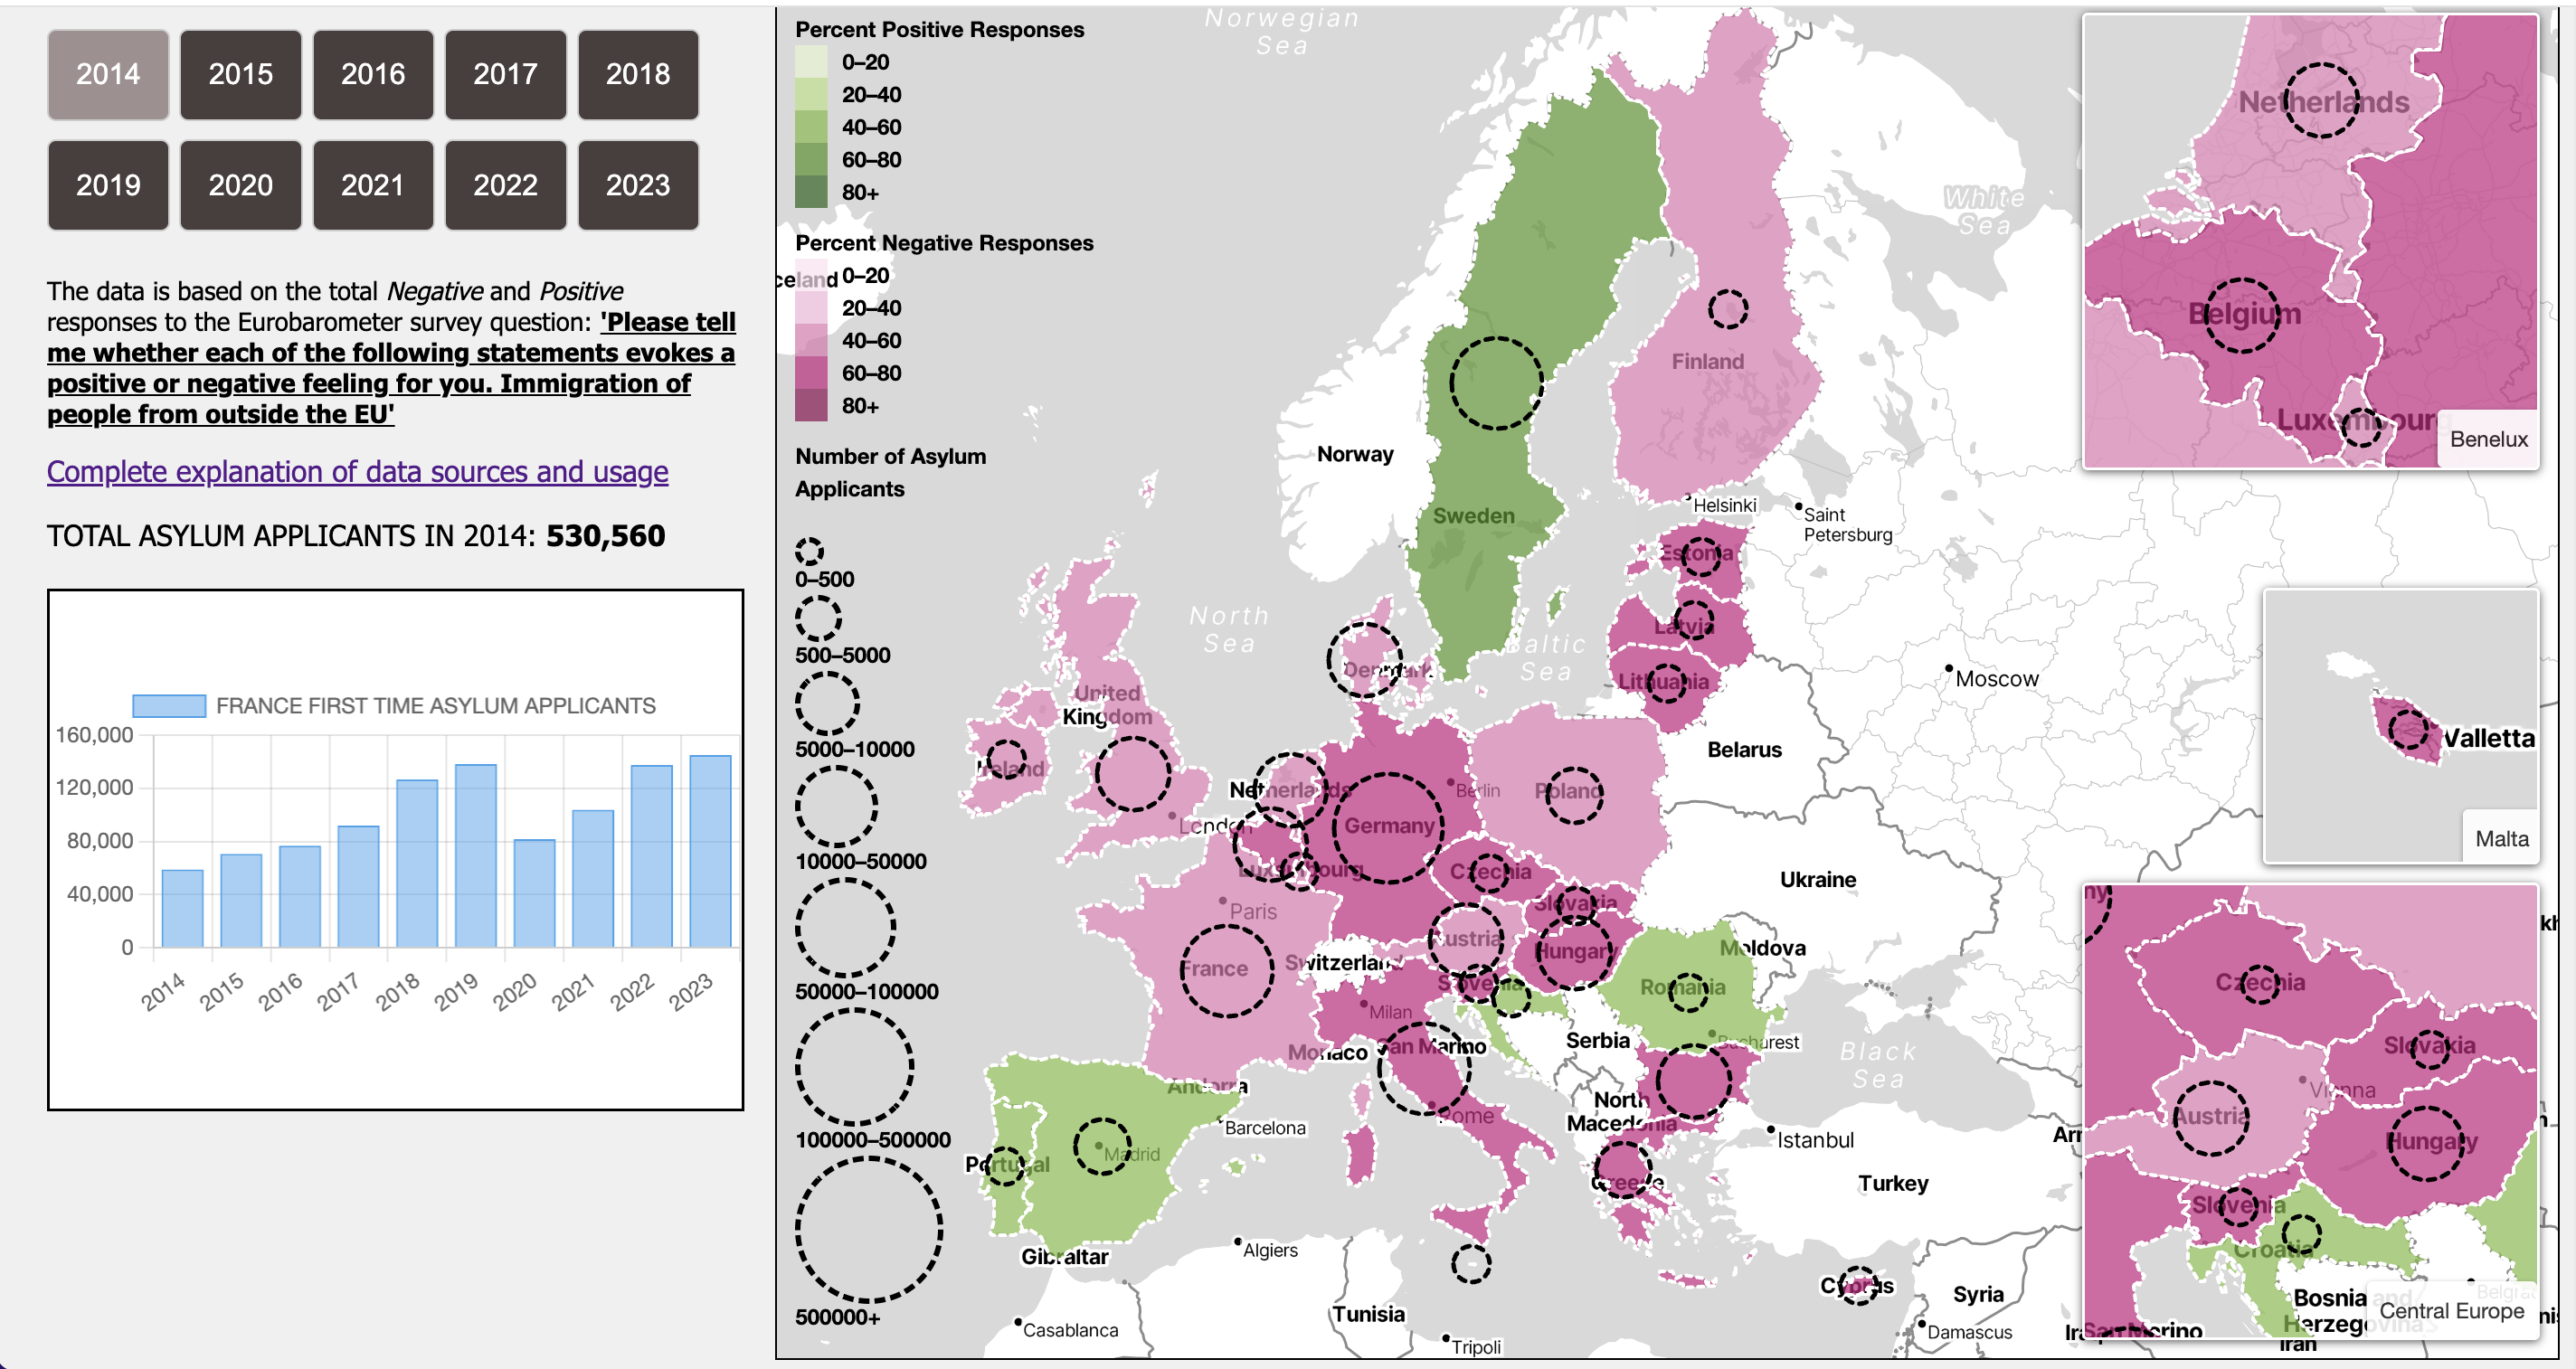 2014
2015
2016
2017
2018
2019
2020
2021
2022
2023
The data is based on the total Negative and Positive
responses to the Eurobarometer survey question: 'Please tell
me whether each of the following statements evokes a
positive or negative feeling for you. Immigration of
people from outside the EU'
Complete explanation of data sources and usage
TOTAL ASYLUM APPLICANTS IN 2014: 530,560
FRANCE FIRST TIME ASYLUM APPLICANTS
160,000
120,000
80,000
40,000
0
2014
2015
2016
2017
2018
2019
2020
2021
2022
2023
Percent Positive Responses
0–20
20–40
40–60
60–80
80+
Percent Negative Responses
0–20
20–40
40–60
60–80
80+
Number of Asylum
Applicants
0–500
500–5000
5000–10000
10000–50000
50000–100000
100000–500000
500000+
Norwegian
Sea
White
Sea
celand
Norway
Finland
Sweden
Helsinki
Saint
Petersburg
Estonia
Latvia
Lithuania
North
Sea
Baltic
Sea
Denmark
Moscow
United
Kingdom
Ireland
London
Netherlands
Berlin
Germany
Poland
Belarus
Luxembourg
Czechia
Ukraine
Slovakia
Paris
France
Switzerland
Austria
Hungary
Moldova
Slovenia
Romania
Milan
Monaco
San Marino
Serbia
Bucharest
Black
Sea
Andorra
Rome
North
Macedonia
Istanbul
Barcelona
Madrid
Portugal
Greece
Turkey
Gibraltar
Algiers
Tunisia
Casablanca
Tripoli
Cyprus
Syria
Damascus
Netherlands
Belgium
Luxembourg
Benelux
Valletta
Malta
Czechia
Slovakia
Vienna
Austria
Hungary
Slovenia
Croatia
Bosnia and
Herzegovina
Central Europe
San Marino
Iran